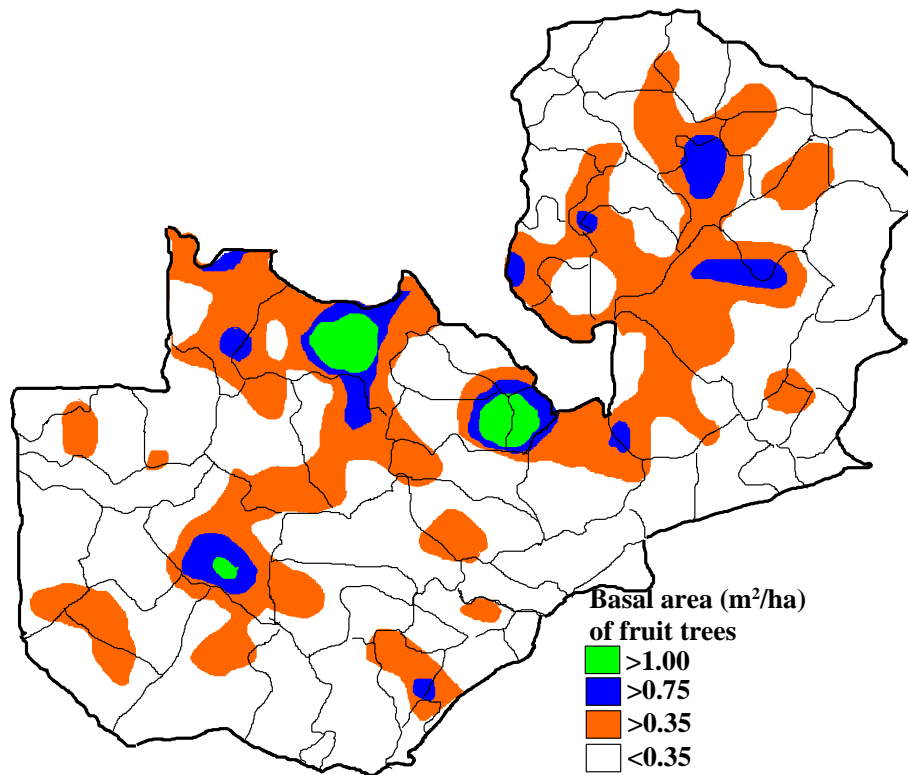 Basal area (m²/ha)
of fruit trees
>1.00
>0.75
>0.35
<0.35